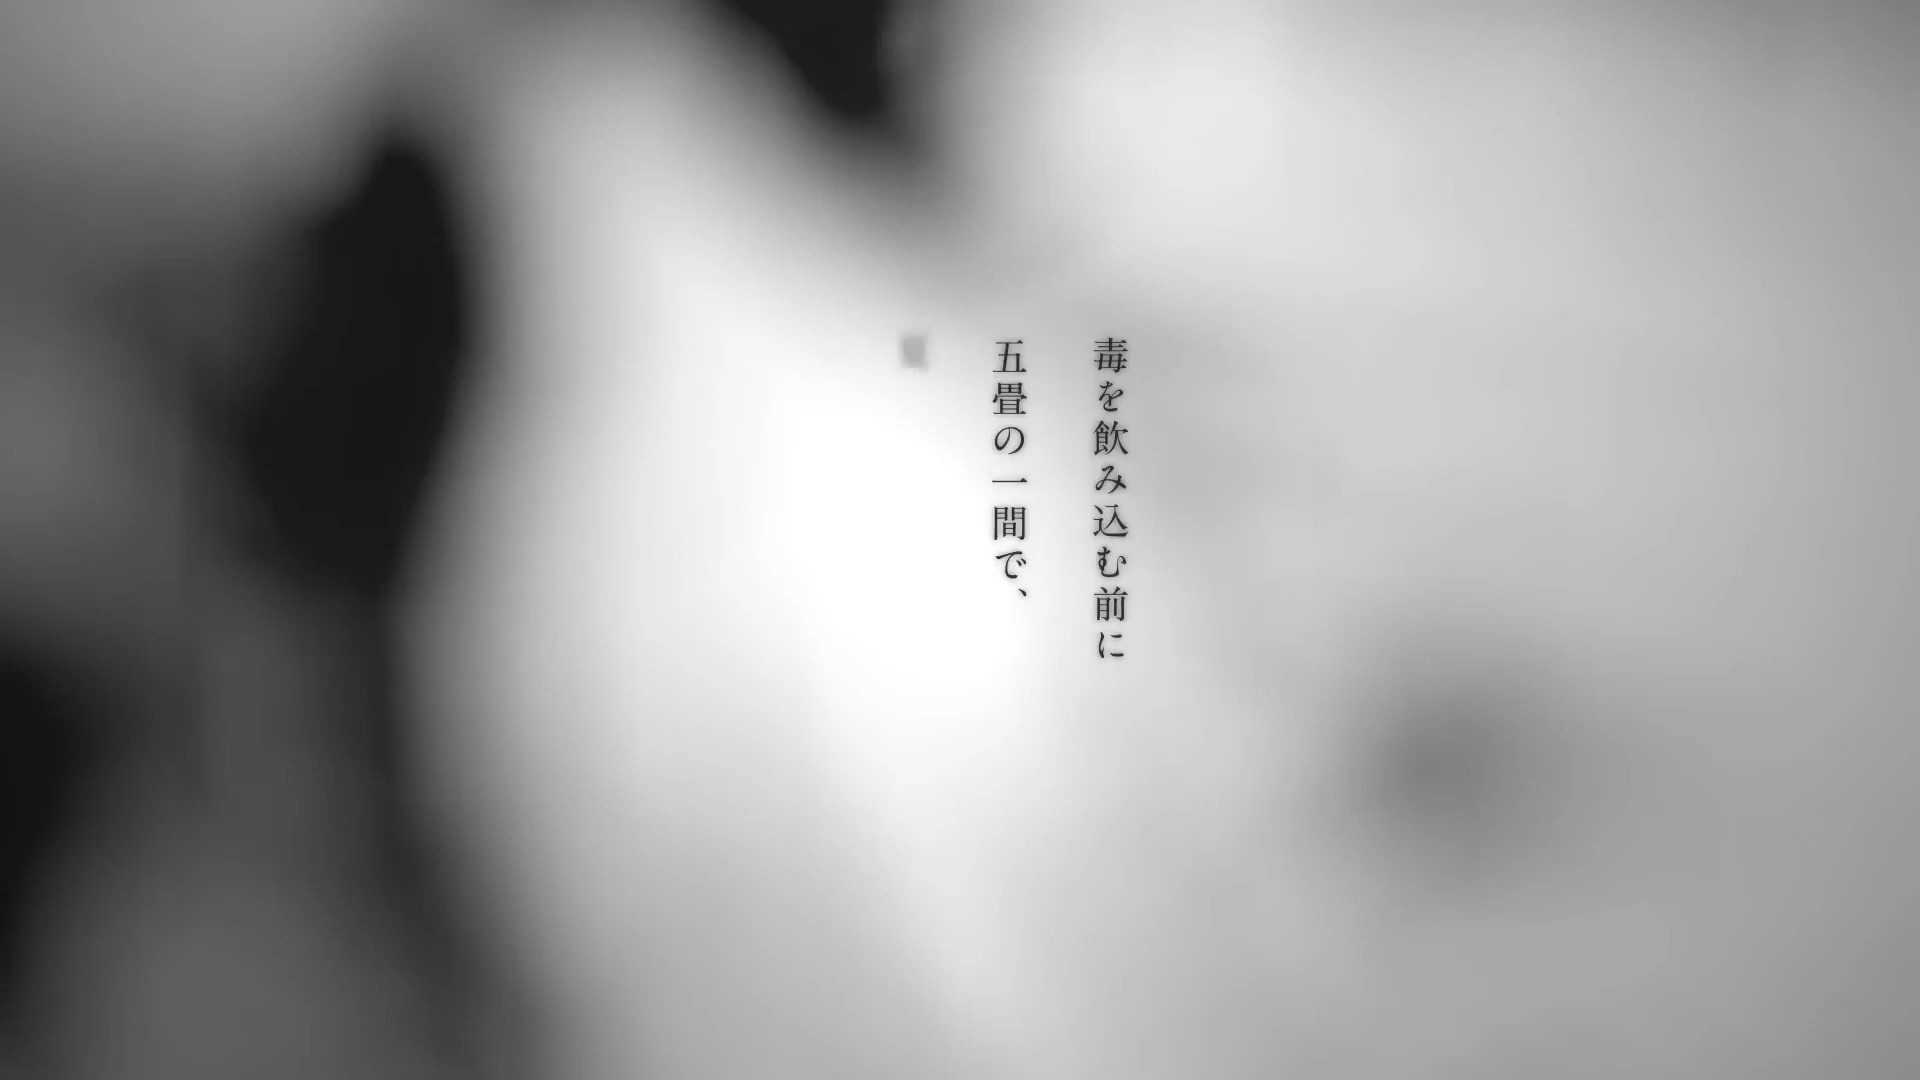 毒を飲み込む前に
五畳の一間で、